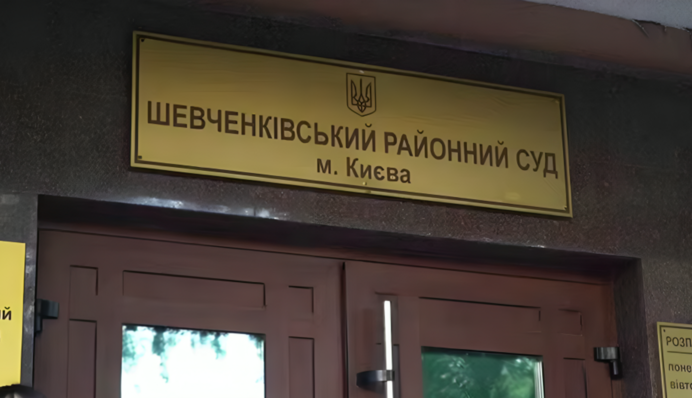 ШЕВЧЕНКІВСЬКИЙ РАЙОННИЙ СУД
м. Києва